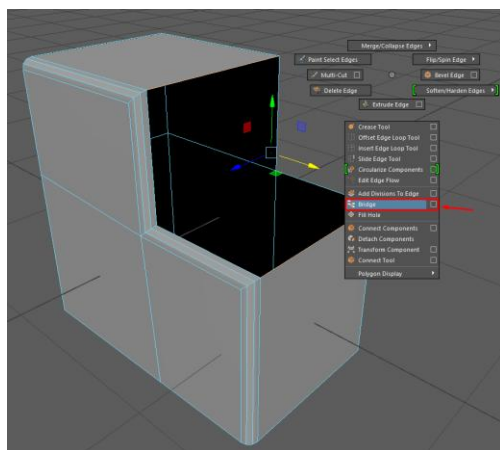 Merge/Collapse Edges
Paint Select Edges
Flip/Spin Edge
Multi-Cut
Bevel Edge
Delete Edge
Soften/Harden Edges
Extrude Edge
Crease Tool
Offset Edge Loop Tool
Insert Edge Loop Tool
Slide Edge Tool
Circularize Components
Edit Edge Flow
Add Divisions To Edge
Bridge
Fill Hole
Connect Components
Detach Components
Transform Component
Connect Tool
Polygon Display